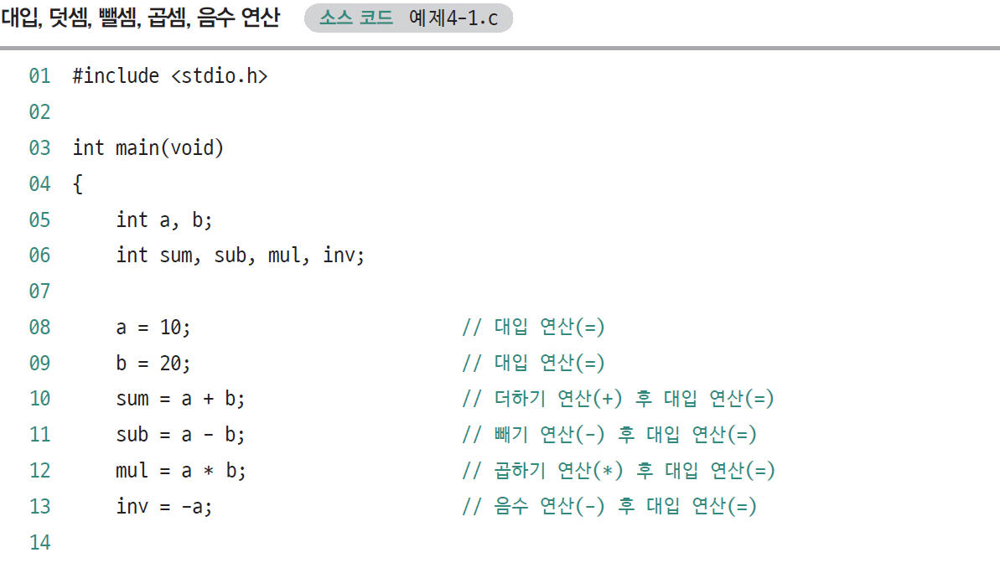 대입, 덧셈, 뺄셈, 곱셈, 음수 연산 소스 코드 예제4-1.c
01 #include <stdio.h>
02
03 int main(void)
04 {
05     int a, b;
06     int sum, sub, mul, inv;
07
08     a = 10; // 대입 연산(=)
09     b = 20; // 대입 연산(=)
10     sum = a + b; // 더하기 연산(+) 후 대입 연산(=)
11     sub = a - b; // 빼기 연산(-) 후 대입 연산(=)
12     mul = a * b; // 곱하기 연산(*) 후 대입 연산(=)
13     inv = -a; // 음수 연산(-) 후 대입 연산(=)
14